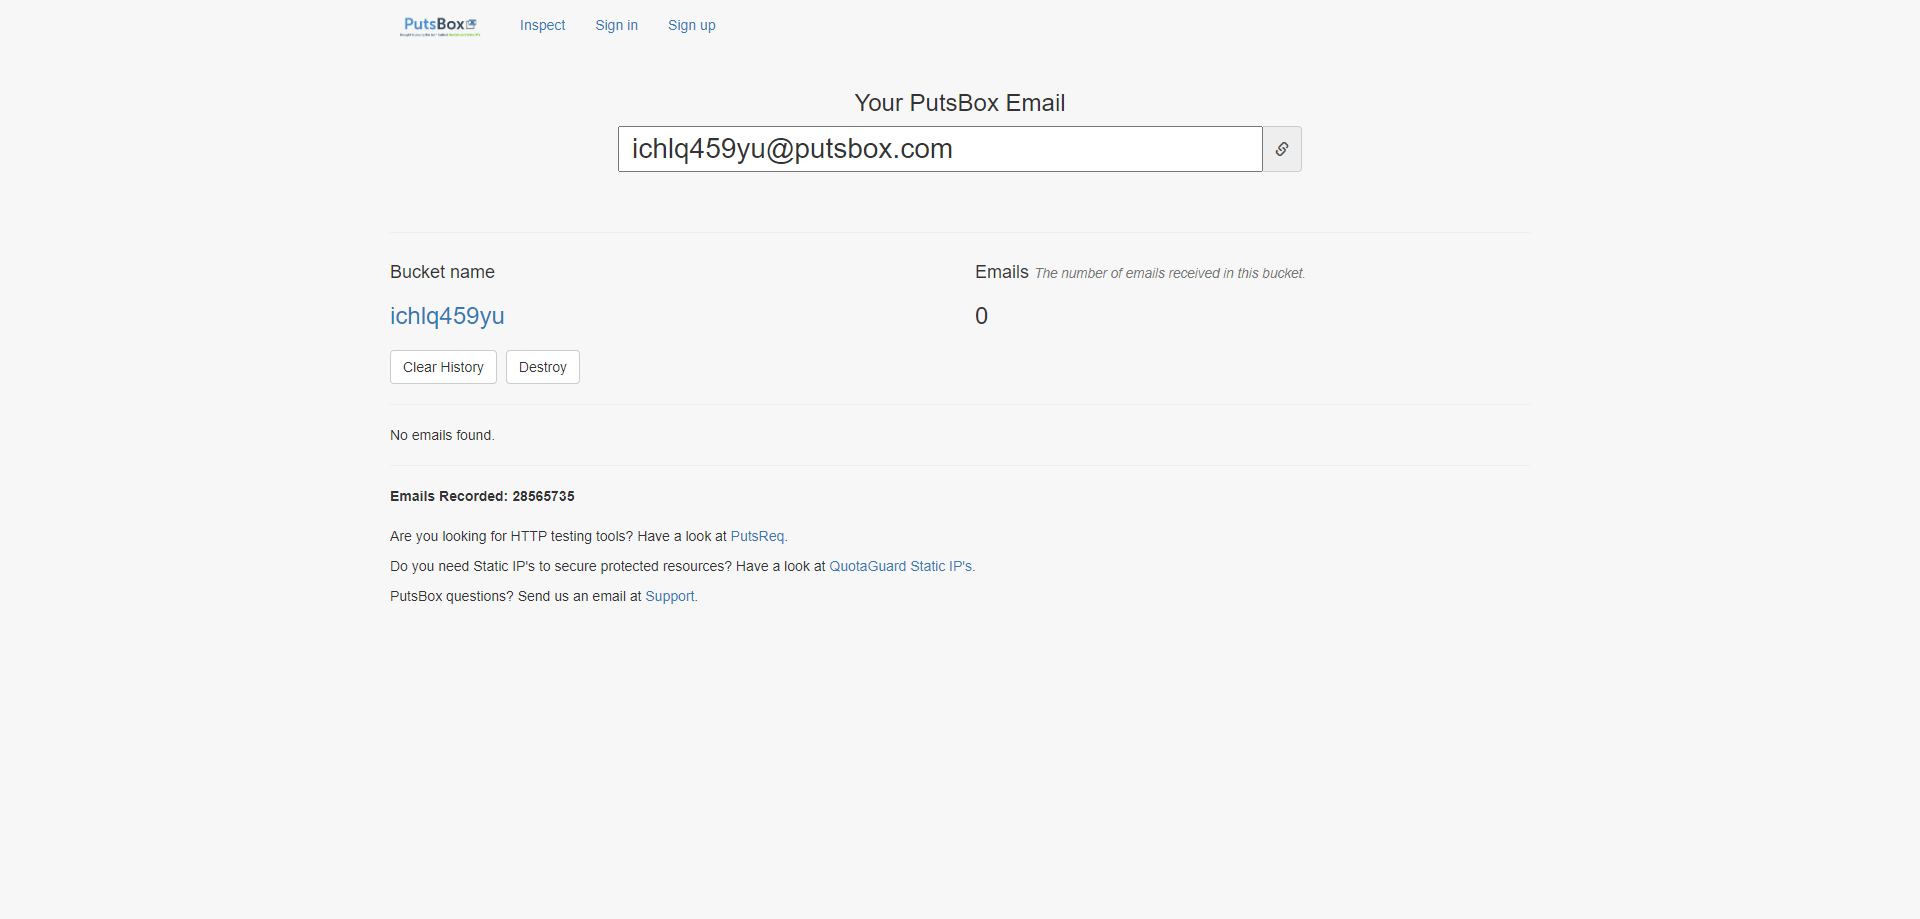 PutsBox
Inspect
Sign in
Sign up
Your PutsBox Email
ichlq459yu@putsbox.com
Bucket name
Emails The number of emails received in this bucket.
ichlq459yu
0
Clear History
Destroy
No emails found.
Emails Recorded: 28565735
Are you looking for HTTP testing tools? Have a look at PutsReq.
Do you need Static IP's to secure protected resources? Have a look at QuotaGuard Static IP's.
PutsBox questions? Send us an email at Support.